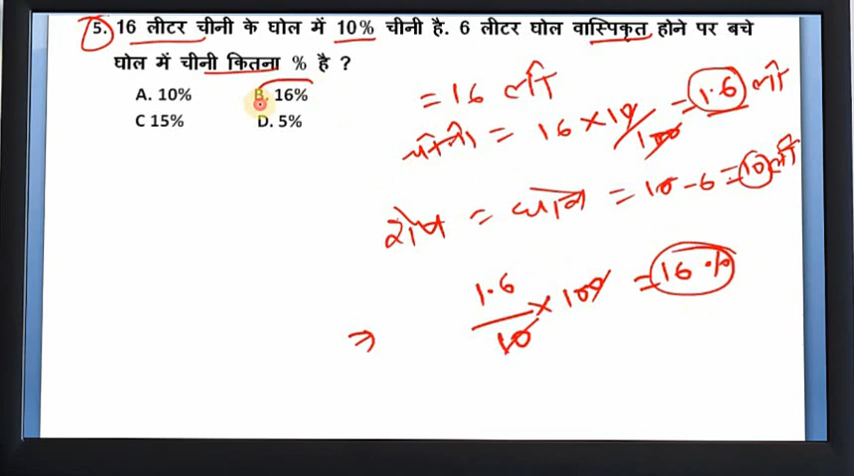 5. 16 लीटर चीनी के घोल में 10% चीनी है. 6 लीटर घोल वास्पिकृत होने पर बचे
घोल में चीनी कितना % है ?
A. 10% B. 16%
C 15% D. 5%
= 16 ली
= 16 × 10/100 = 1.6 ली
शेष = घोल = 16 - 6 = 10 ली
⇒ 1.6/10 × 100 = 16 %